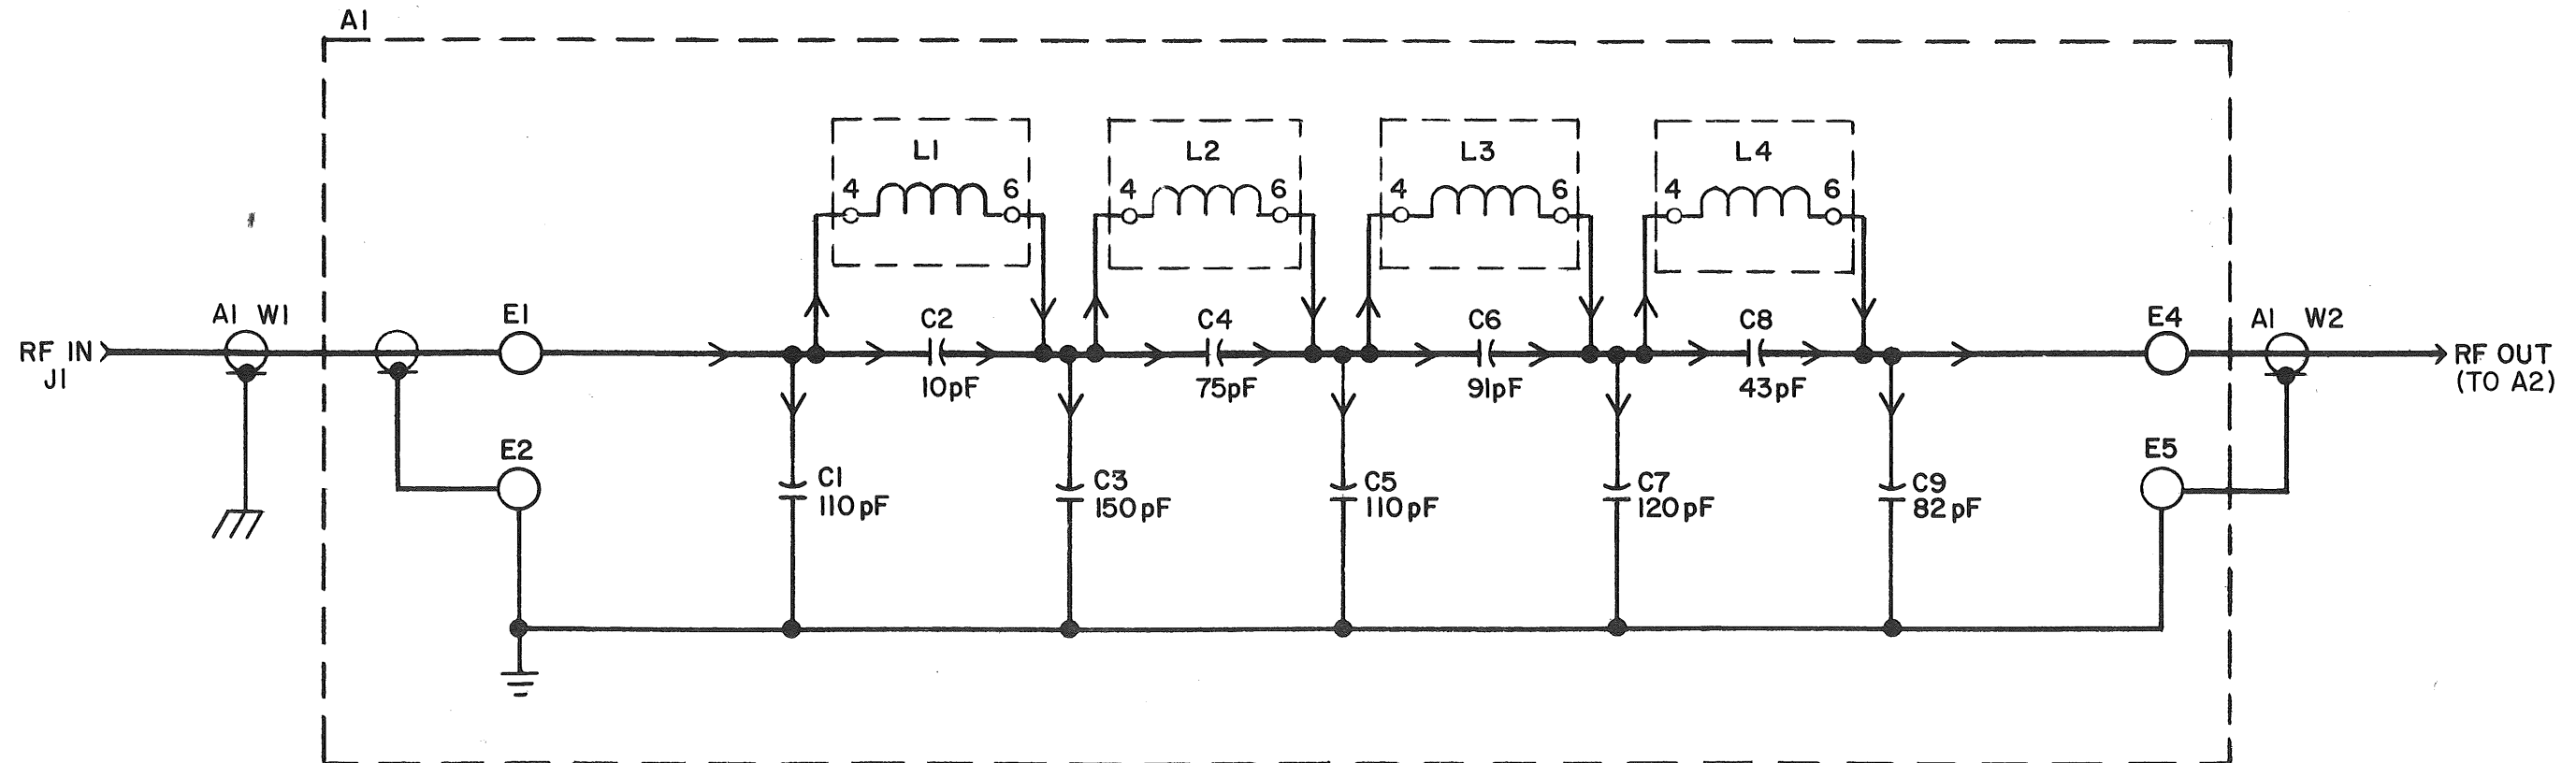 A1
L1
4 6
L2
4 6
L3
4 6
L4
4 6
RF IN
J1
A1 W1
E1
C2
10pF
C4
75pF
C6
91pF
C8
43pF
E4
A1 W2
RF OUT
(TO A2)
E2
C1
110pF
C3
150pF
C5
110pF
C7
120pF
C9
82pF
E5